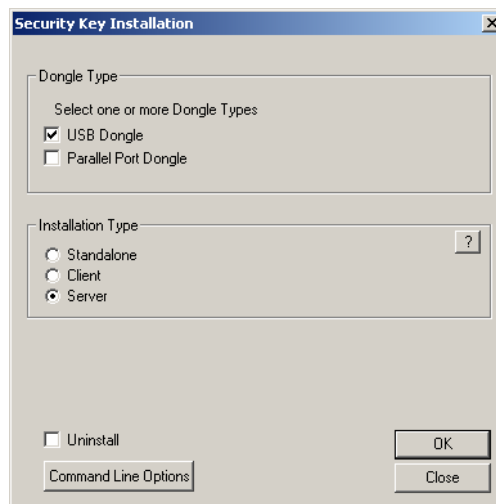 Security Key Installation
Dongle Type
Select one or more Dongle Types
USB Dongle
Parallel Port Dongle
Installation Type
?
Standalone
Client
Server
Uninstall
OK
Command Line Options
Close